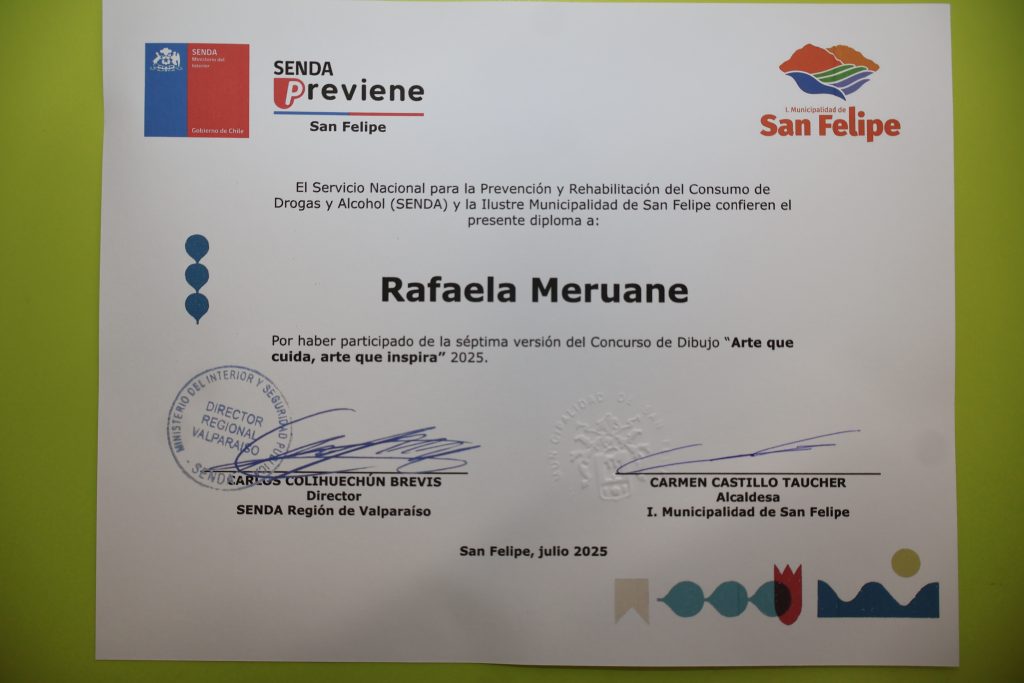 SENDA
Ministerio del
Interior
Gobierno de Chile
SENDA
Previene
San Felipe
I. Municipalidad de
San Felipe
El Servicio Nacional para la Prevención y Rehabilitación del Consumo de
Drogas y Alcohol (SENDA) y la Ilustre Municipalidad de San Felipe confieren el
presente diploma a:
Rafaela Meruane
Por haber participado de la séptima versión del Concurso de Dibujo “Arte que
cuida, arte que inspira” 2025.
MINISTERIO DEL INTERIOR Y SEGURIDAD PÚBLICA
DIRECTOR
REGIONAL
VALPARAISO
SENDA
CARLOS COLIHUECHÚN BREVIS
Director
SENDA Región de Valparaíso
CARMEN CASTILLO TAUCHER
Alcaldesa
I. Municipalidad de San Felipe
San Felipe, julio 2025